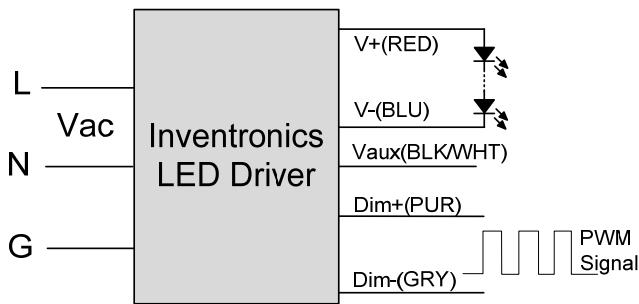 L
Vac
N
G
Inventronics
LED Driver
V+(RED)
V-(BLU)
Vaux(BLK/WHT)
Dim+(PUR)
Dim-(GRY)
PWM
Signal